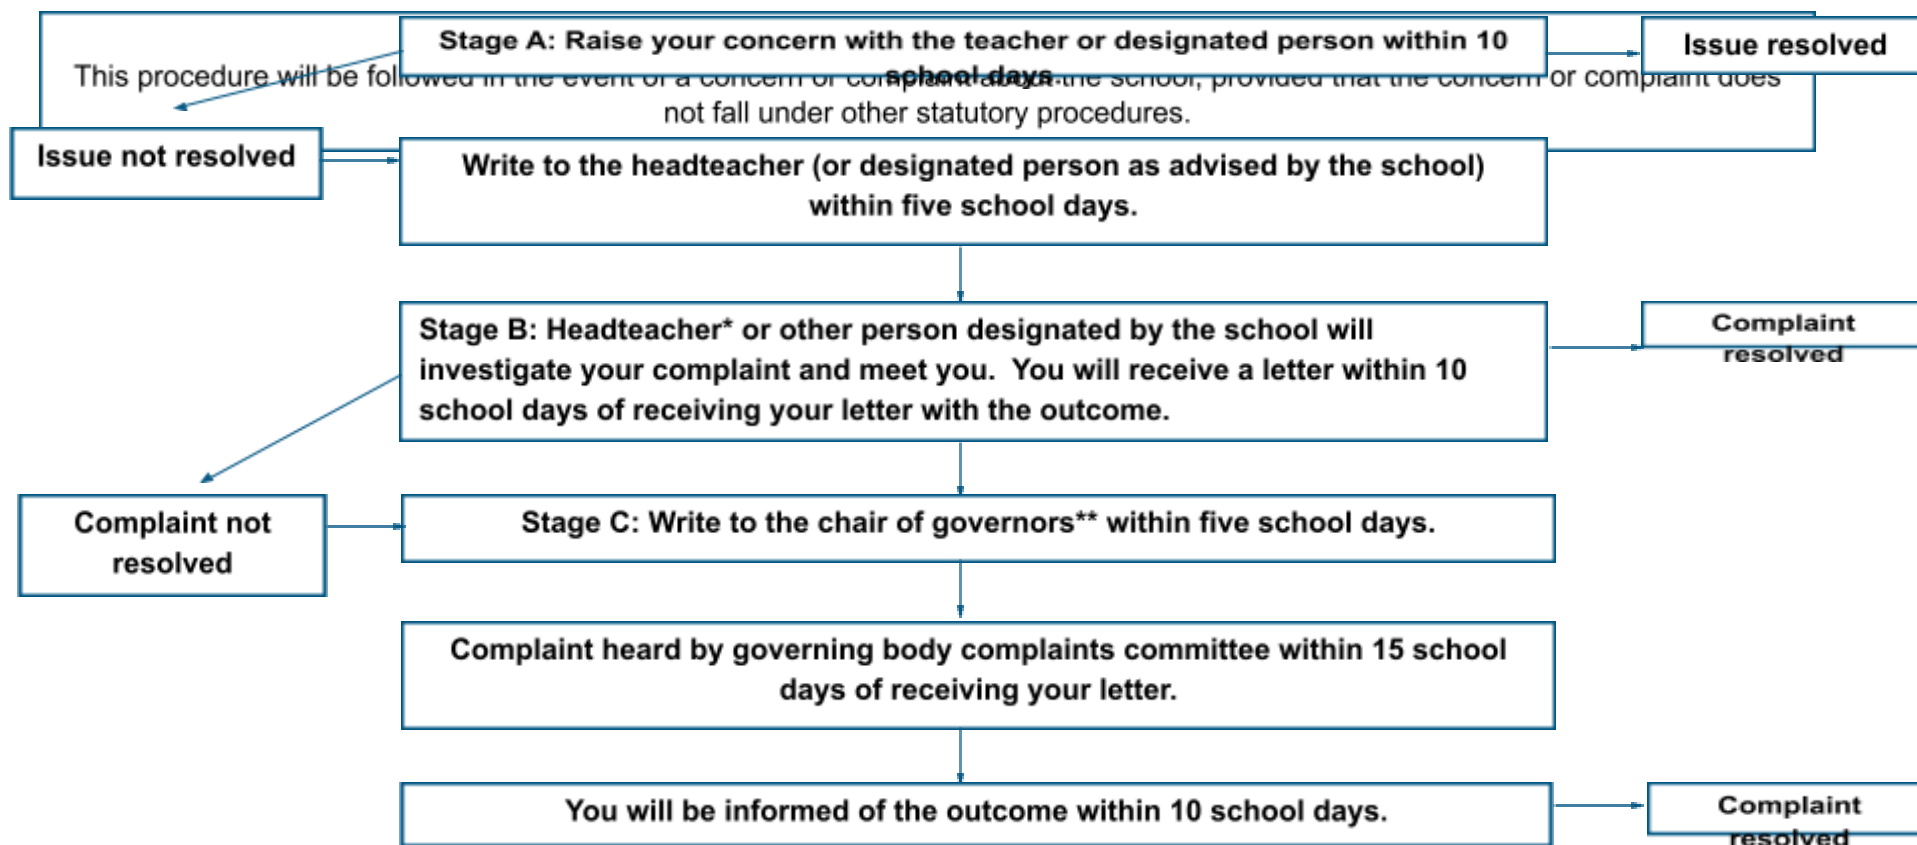 Stage A: Raise your concern with the teacher or designated person within 10
school days.
Issue resolved
This procedure will be followed in the event of a concern or complaint about the school, provided that the concern or complaint does
not fall under other statutory procedures.
Issue not resolved
Write to the headteacher (or designated person as advised by the school)
within five school days.
Stage B: Headteacher* or other person designated by the school will
investigate your complaint and meet you.  You will receive a letter within 10
school days of receiving your letter with the outcome.
Complaint
resolved
Complaint not
resolved
Stage C: Write to the chair of governors** within five school days.
Complaint heard by governing body complaints committee within 15 school
days of receiving your letter.
You will be informed of the outcome within 10 school days.
Complaint
resolved